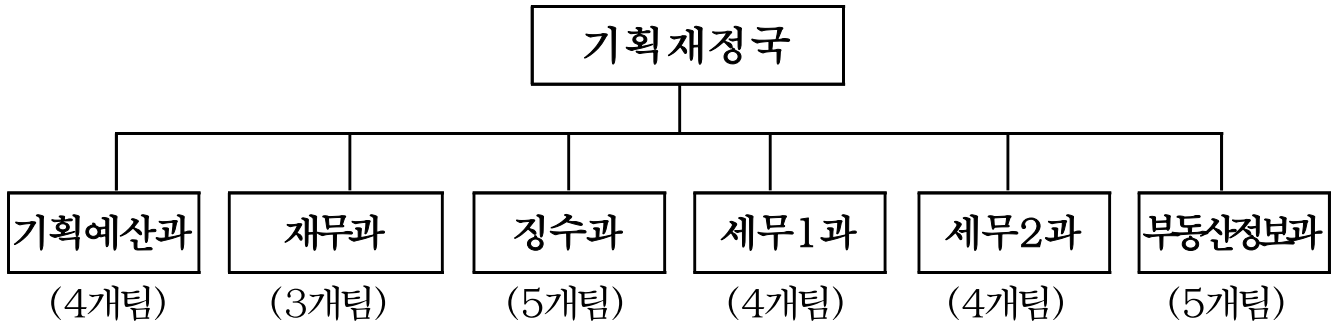 기획재정국
기획예산과 재무과 징수과 세무1과 세무2과 부동산정보과
(4개팀) (3개팀) (5개팀) (4개팀) (4개팀) (5개팀)